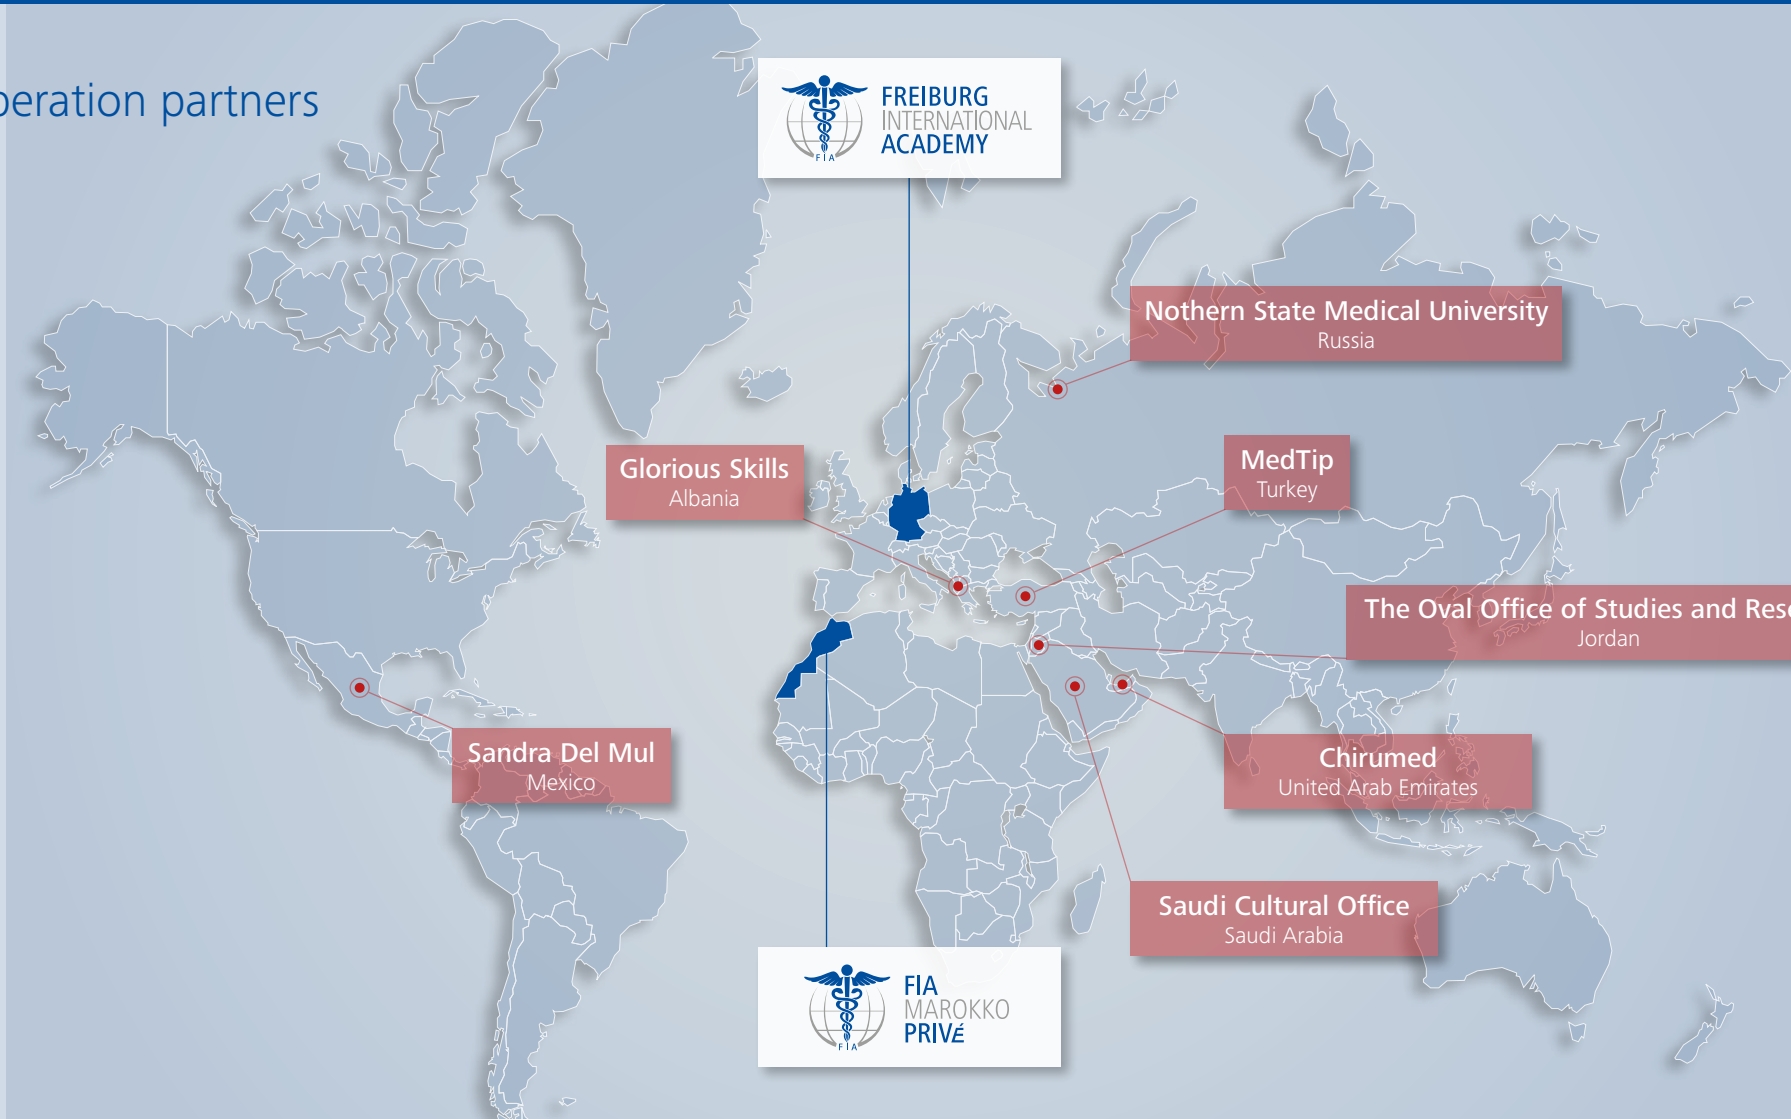 peration partners
FREIBURG
INTERNATIONAL
ACADEMY
FIA
Nothern State Medical University
Russia
Glorious Skills
Albania
MedTip
Turkey
The Oval Office of Studies and Rese
Jordan
Sandra Del Mul
Mexico
Chirumed
United Arab Emirates
Saudi Cultural Office
Saudi Arabia
FIA
MAROKKO
PRIVÉ
FIA